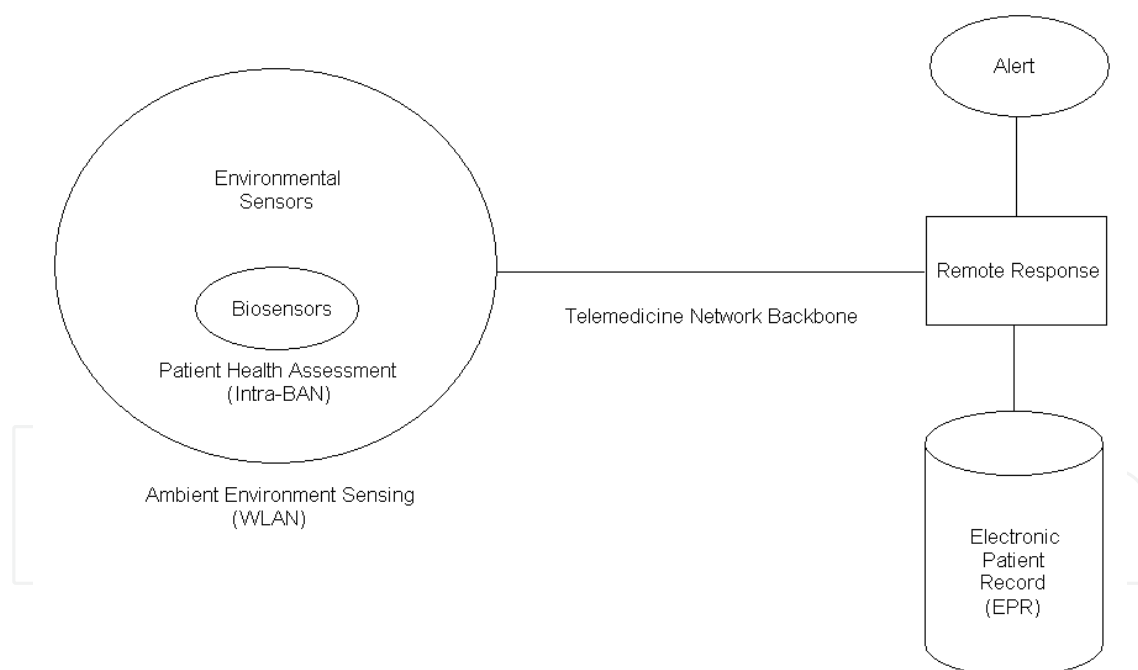 Alert
Environmental
Sensors
Remote Response
Biosensors
Telemedicine Network Backbone
Patient Health Assessment
(Intra-BAN)
Ambient Environment Sensing
(WLAN)
Electronic
Patient
Record
(EPR)